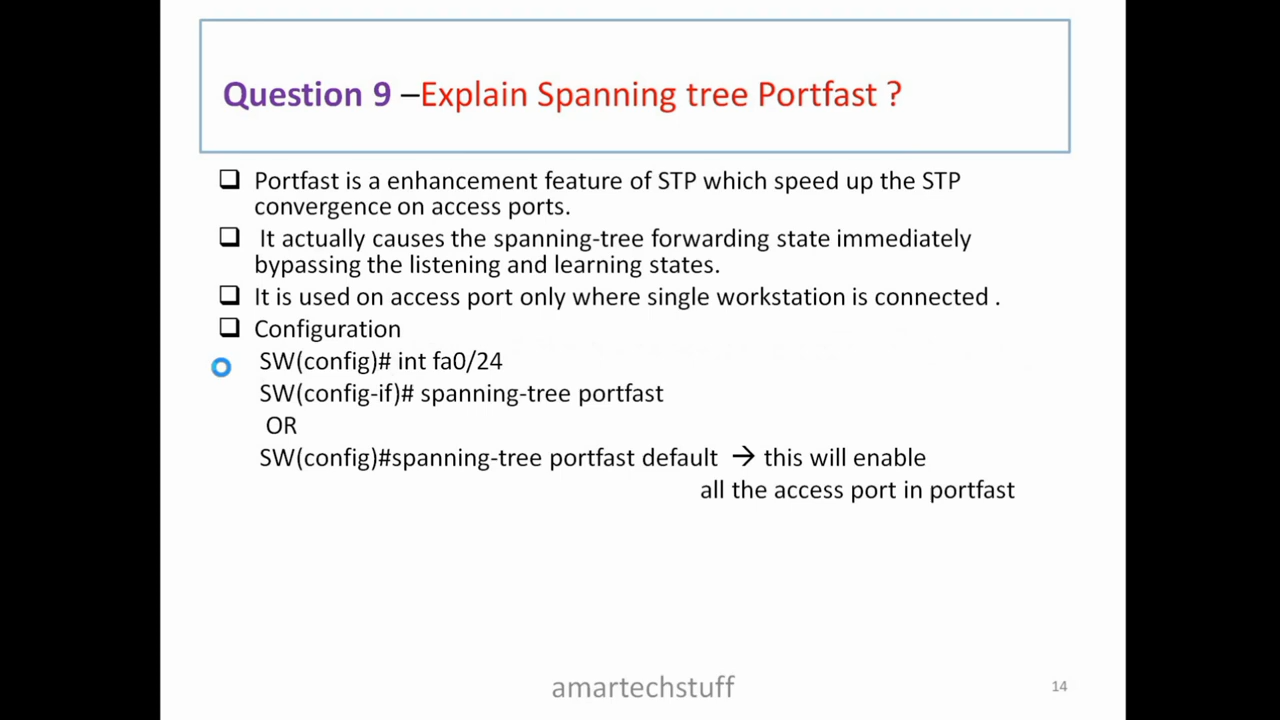 Question 9 –Explain Spanning tree Portfast ?
Portfast is a enhancement feature of STP which speed up the STP
convergence on access ports.
It actually causes the spanning-tree forwarding state immediately
bypassing the listening and learning states.
It is used on access port only where single workstation is connected .
Configuration
SW(config)# int fa0/24
SW(config-if)# spanning-tree portfast
OR
SW(config)#spanning-tree portfast default → this will enable
all the access port in portfast
amartechstuff
14